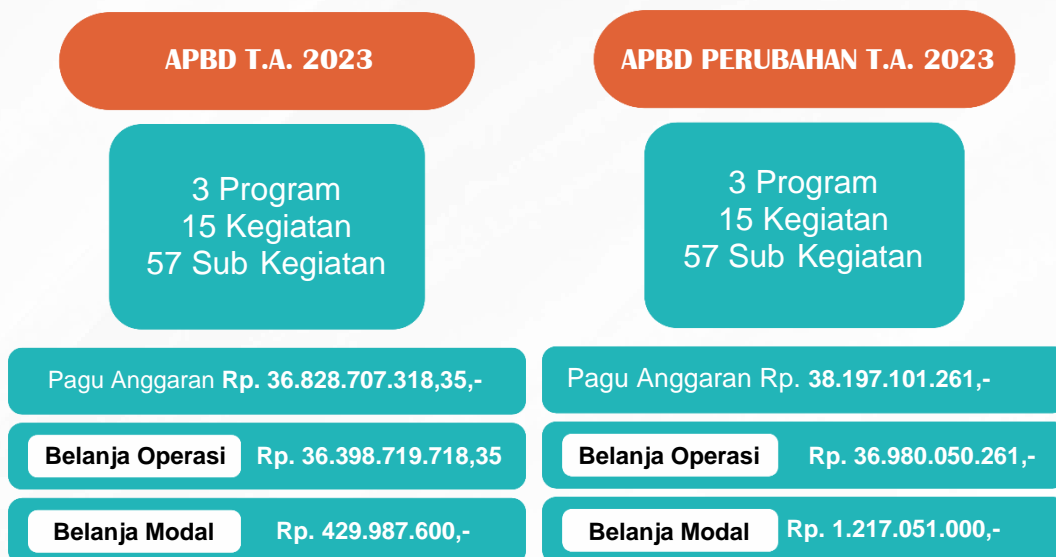 APBD T.A. 2023
3 Program
15 Kegiatan
57 Sub Kegiatan
Pagu Anggaran Rp. 36.828.707.318,35,-
Belanja Operasi Rp. 36.398.719.718,35
Belanja Modal Rp. 429.987.600,-
APBD PERUBAHAN T.A. 2023
3 Program
15 Kegiatan
57 Sub Kegiatan
Pagu Anggaran Rp. 38.197.101.261,-
Belanja Operasi Rp. 36.980.050.261,-
Belanja Modal Rp. 1.217.051.000,-